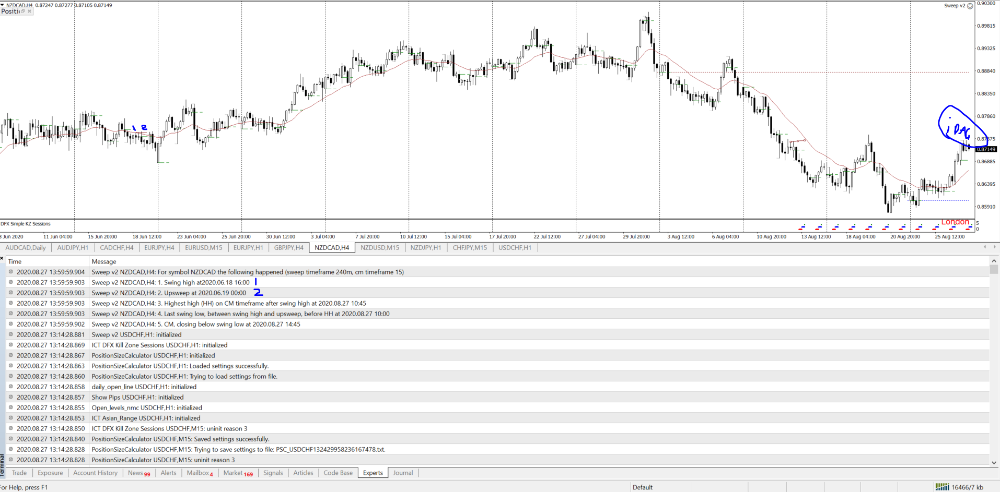 NZDCAD,H4 0.87247 0.87277 0.87105 0.87149
Positi
Sweep v2
0.90300
0.89815
0.89325
0.88840
0.88350
0.87860
0.87375
0.87149
0.86885
0.86395
0.85910
1 2
i DAG
DFX Simple KZ Sessions
London
5
0
8 Jun 2020 11 Jun 04:00 15 Jun 20:00 18 Jun 12:00 23 Jun 04:00 25 Jun 20:00 30 Jun 12:00 3 Jul 04:00 7 Jul 20:00 10 Jul 12:00 15 Jul 04:00 17 Jul 20:00 22 Jul 12:00 27 Jul 04:00 29 Jul 20:00 3 Aug 12:00 6 Aug 04:00 10 Aug 20:00 13 Aug 12:00 18 Aug 04:00 20 Aug 20:00 25 Aug 12:00
AUDCAD,Daily AUDJPY,H1 CADCHF,H4 EURJPY,H4 EURUSD,M15 EURJPY,H1 GBPJPY,H4 NZDCAD,H4 NZDUSD,M15 NZDJPY,H1 CHFJPY,M15 USDCHF,H1
Time Message
2020.08.27 13:59:59.904 Sweep v2 NZDCAD,H4: For symbol NZDCAD the following happened (sweep timeframe 240m, cm timeframe 15)
2020.08.27 13:59:59.903 Sweep v2 NZDCAD,H4: 1. Swing high at2020.06.18 16:00 1
2020.08.27 13:59:59.903 Sweep v2 NZDCAD,H4: 2. Upsweep at 2020.06.19 00:00 2
2020.08.27 13:59:59.903 Sweep v2 NZDCAD,H4: 3. Highest high (HH) on CM timeframe after swing high at 2020.08.27 10:45
2020.08.27 13:59:59.903 Sweep v2 NZDCAD,H4: 4. Last swing low, between swing high and upsweep, before HH at 2020.08.27 10:00
2020.08.27 13:59:59.902 Sweep v2 NZDCAD,H4: 5. CM, closing below swing low at 2020.08.27 14:45
2020.08.27 13:14:28.881 Sweep v2 USDCHF,H1: initialized
2020.08.27 13:14:28.869 ICT DFX Kill Zone Sessions USDCHF,H1: initialized
2020.08.27 13:14:28.867 PositionSizeCalculator USDCHF,H1: initialized
2020.08.27 13:14:28.863 PositionSizeCalculator USDCHF,H1: Loaded settings successfully.
2020.08.27 13:14:28.860 PositionSizeCalculator USDCHF,H1: Trying to load settings from file.
2020.08.27 13:14:28.858 daily_open_line USDCHF,H1: initialized
2020.08.27 13:14:28.857 Show Pips USDCHF,H1: initialized
2020.08.27 13:14:28.855 Open_levels_nmc USDCHF,H1: initialized
2020.08.27 13:14:28.853 ICT Asian_Range USDCHF,H1: initialized
2020.08.27 13:14:28.850 ICT DFX Kill Zone Sessions USDCHF,M15: uninit reason 3
2020.08.27 13:14:28.840 PositionSizeCalculator USDCHF,M15: Saved settings successfully.
2020.08.27 13:14:28.828 PositionSizeCalculator USDCHF,M15: Trying to save settings to file: PSC_USDCHF132429958236167478.txt.
2020.08.27 13:14:28.828 PositionSizeCalculator USDCHF,M15: uninit reason 3
Terminal
Trade Exposure Account History News 99 Alerts Mailbox 4 Market 169 Signals Articles Code Base Experts Journal
For Help, press F1 Default 16466/7 kb